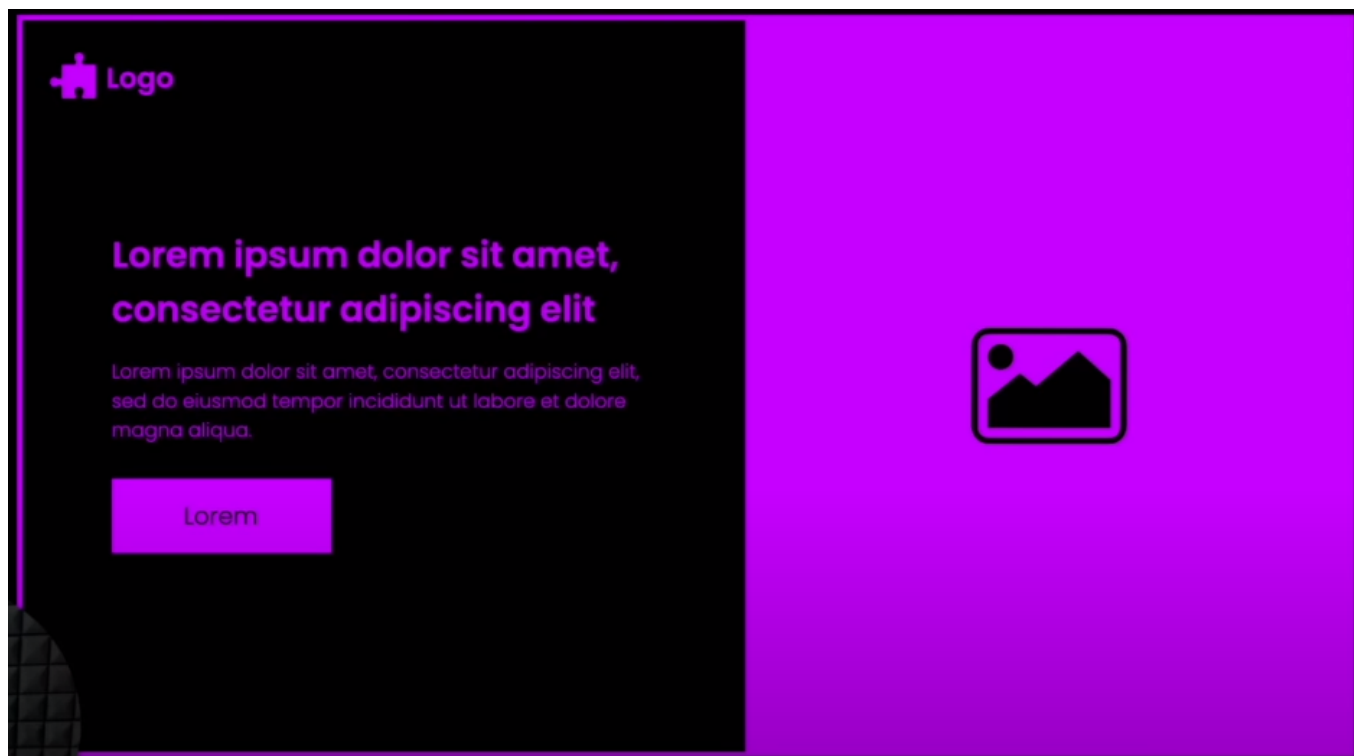 Logo
Lorem ipsum dolor sit amet,
consectetur adipiscing elit
Lorem ipsum dolor sit amet, consectetur adipiscing elit,
sed do eiusmod tempor incididunt ut labore et dolore
magna aliqua.
Lorem